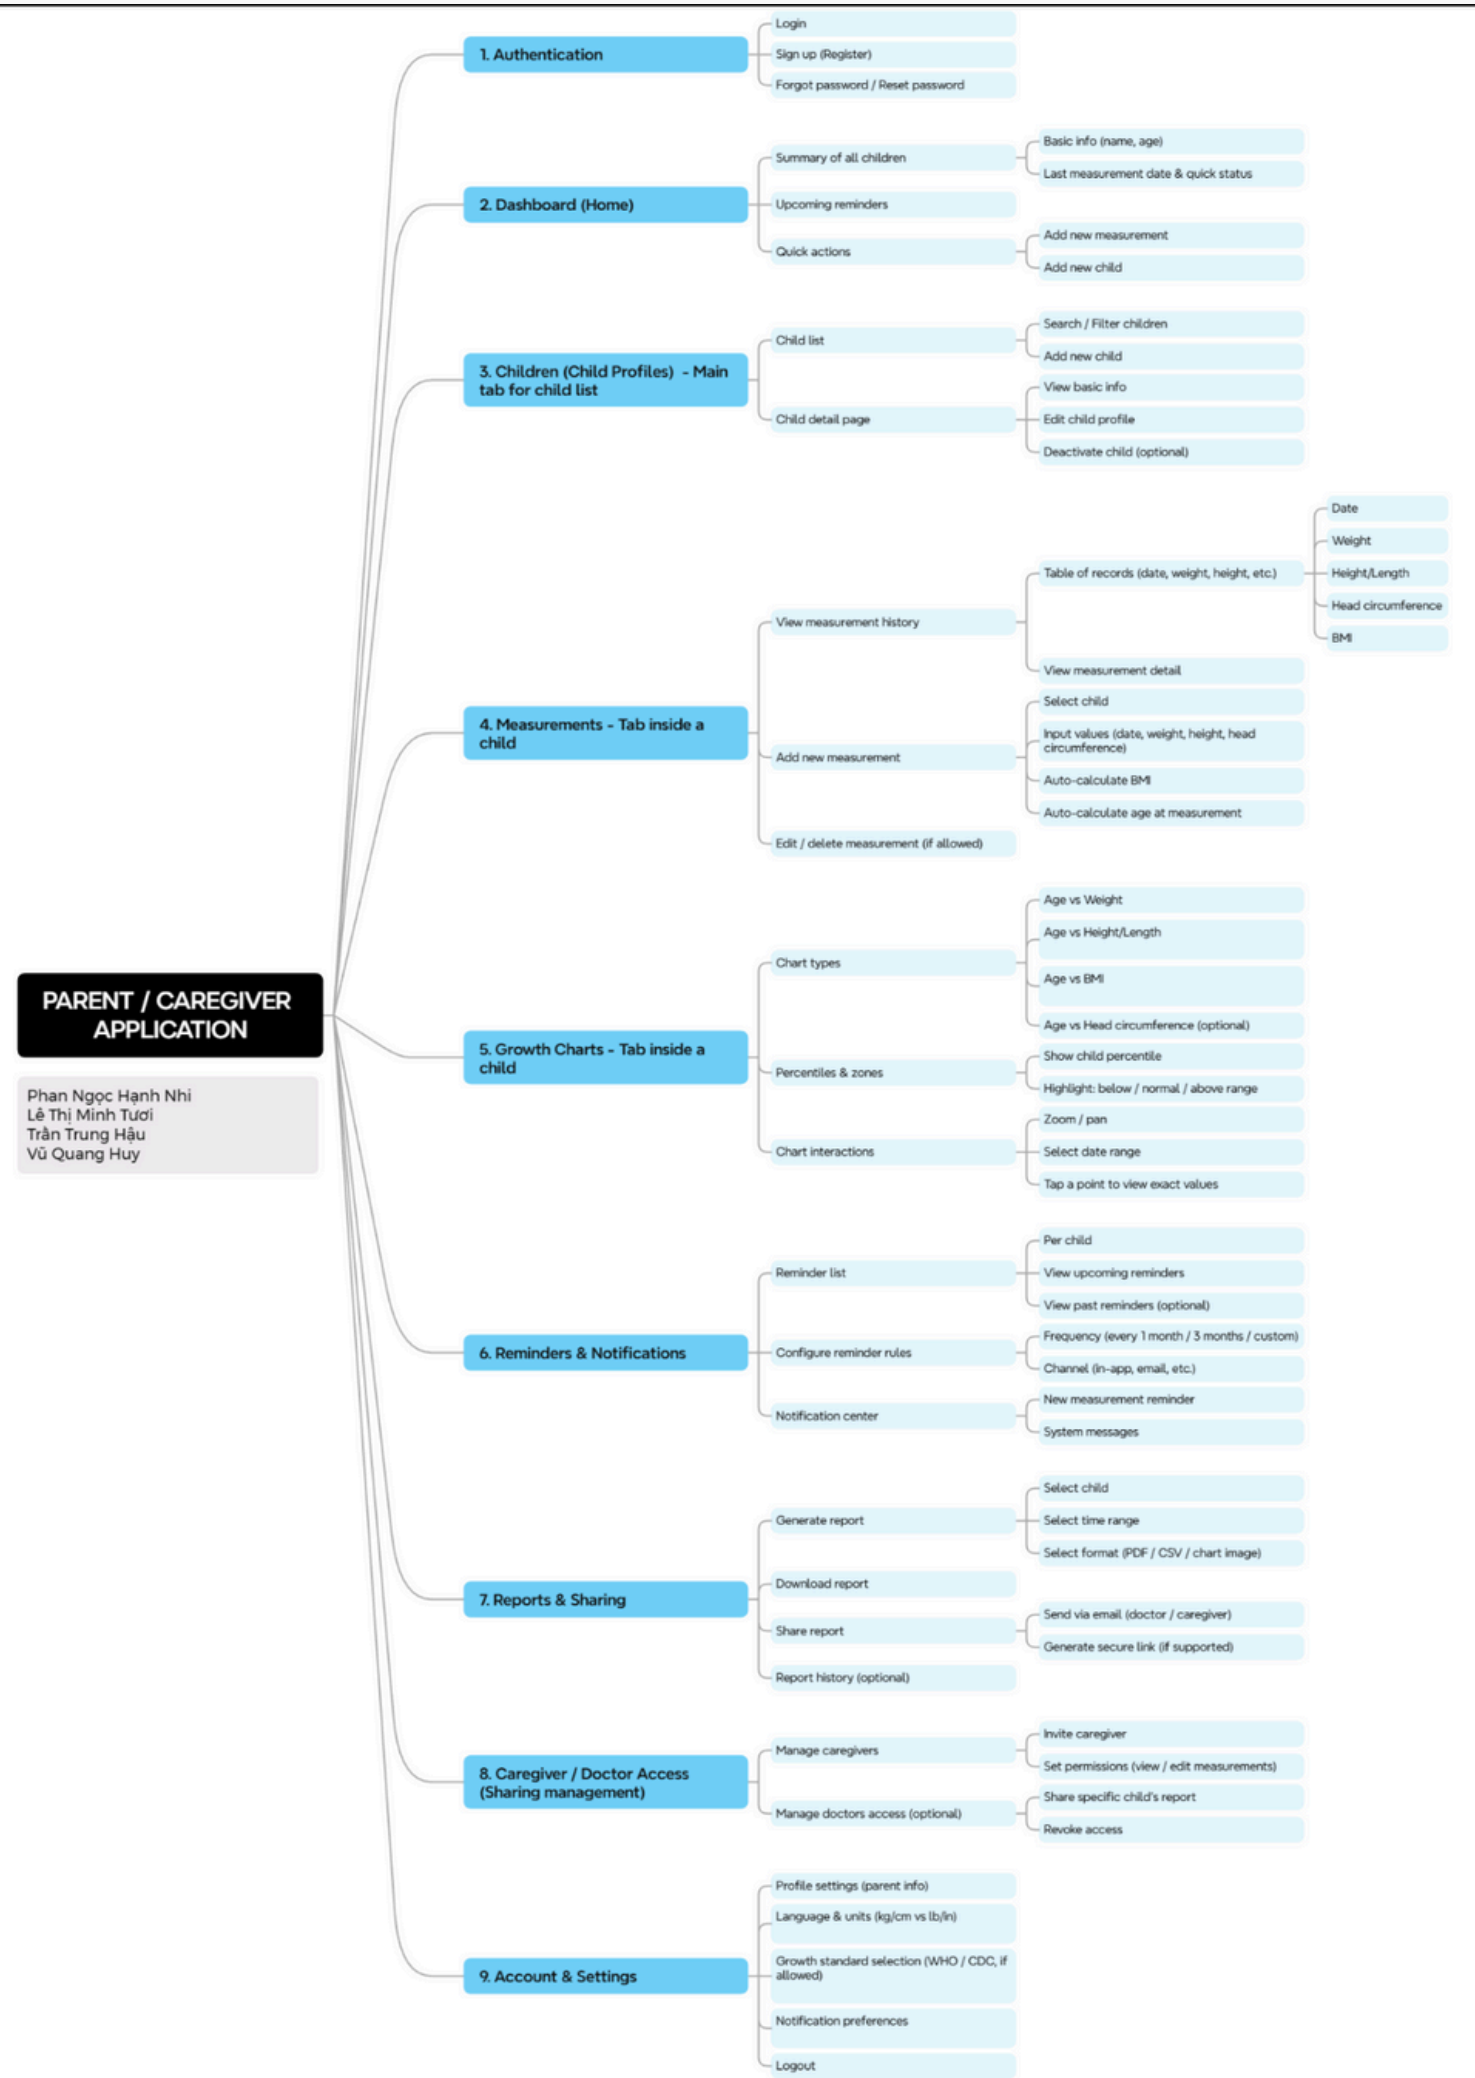 PARENT / CAREGIVER
APPLICATION
Phan Ngọc Hạnh Nhi
Lê Thị Minh Tươi
Trần Trung Hậu
Vũ Quang Huy
1. Authentication
Login
Sign up (Register)
Forgot password / Reset password
2. Dashboard (Home)
Summary of all children
Basic info (name, age)
Last measurement date & quick status
Upcoming reminders
Quick actions
Add new measurement
Add new child
3. Children (Child Profiles) - Main
tab for child list
Child list
Search / Filter children
Add new child
Child detail page
View basic info
Edit child profile
Deactivate child (optional)
4. Measurements - Tab inside a
child
View measurement history
Table of records (date, weight, height, etc.)
Date
Weight
Height/Length
Head circumference
BMI
View measurement detail
Add new measurement
Select child
Input values (date, weight, height, head
circumference)
Auto-calculate BMI
Auto-calculate age at measurement
Edit / delete measurement (if allowed)
5. Growth Charts - Tab inside a
child
Chart types
Age vs Weight
Age vs Height/Length
Age vs BMI
Age vs Head circumference (optional)
Percentiles & zones
Show child percentile
Highlight: below / normal / above range
Chart interactions
Zoom / pan
Select date range
Tap a point to view exact values
6. Reminders & Notifications
Reminder list
Per child
View upcoming reminders
View past reminders (optional)
Configure reminder rules
Frequency (every 1 month / 3 months / custom)
Channel (in-app, email, etc.)
Notification center
New measurement reminder
System messages
7. Reports & Sharing
Generate report
Select child
Select time range
Select format (PDF / CSV / chart image)
Download report
Share report
Send via email (doctor / caregiver)
Generate secure link (if supported)
Report history (optional)
8. Caregiver / Doctor Access
(Sharing management)
Manage caregivers
Invite caregiver
Set permissions (view / edit measurements)
Manage doctors access (optional)
Share specific child's report
Revoke access
9. Account & Settings
Profile settings (parent info)
Language & units (kg/cm vs lb/in)
Growth standard selection (WHO / CDC, if
allowed)
Notification preferences
Logout